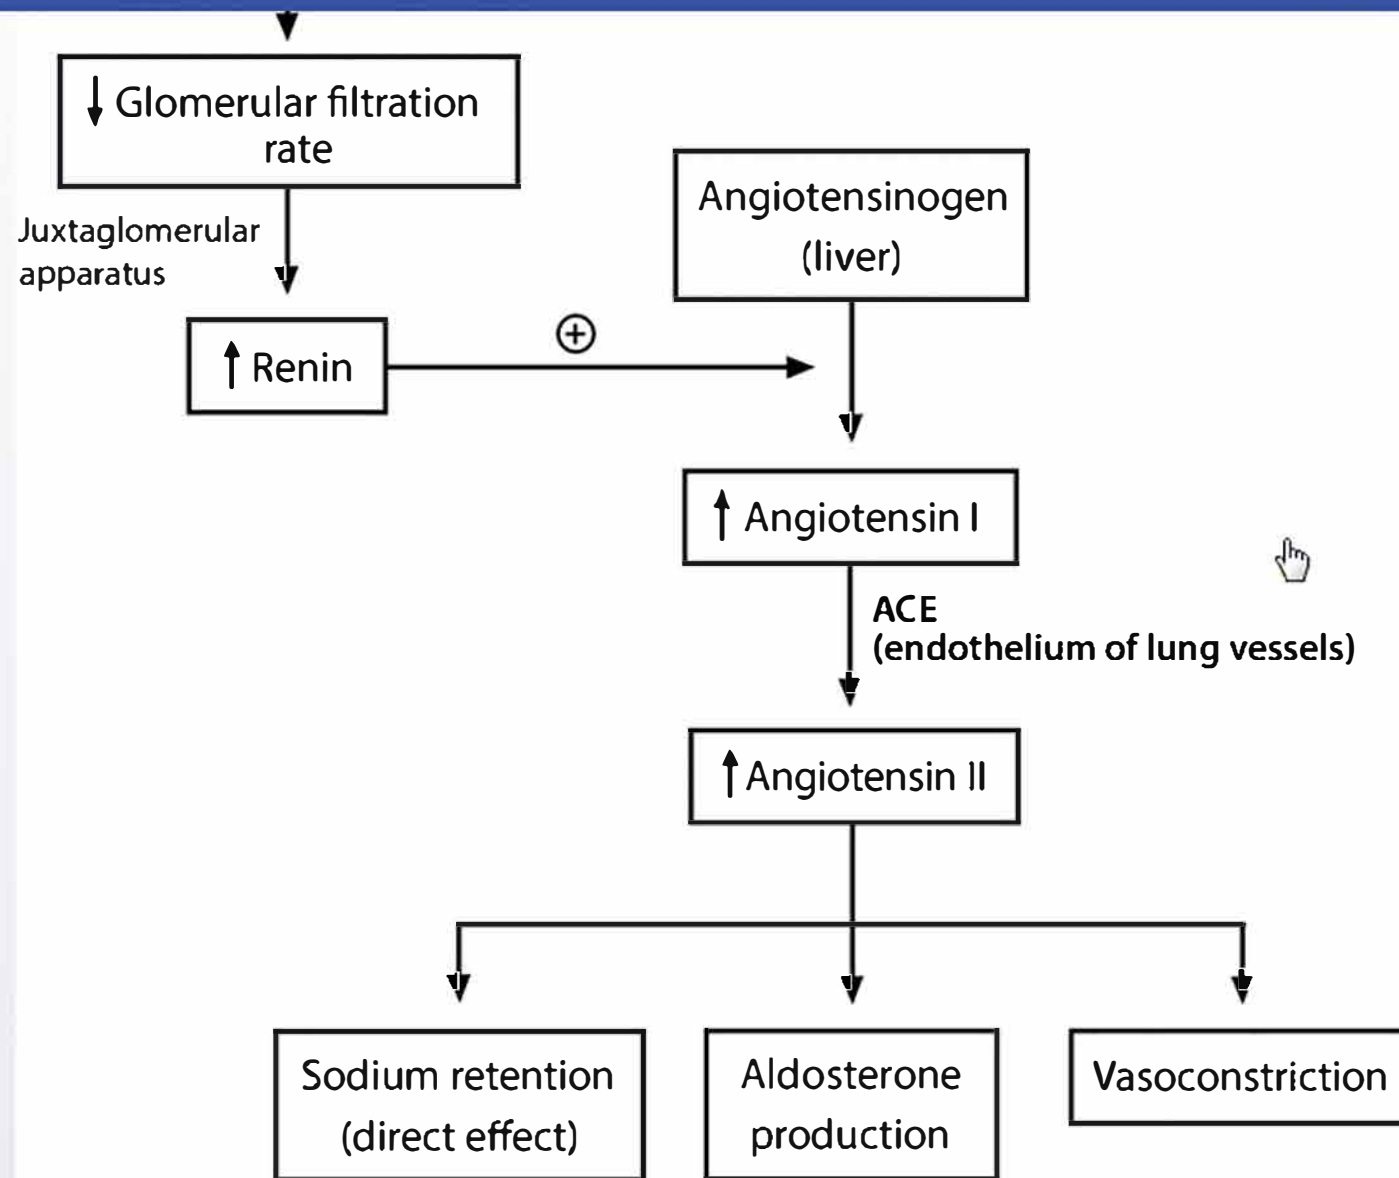 ↓ Glomerular filtration
rate
Juxtaglomerular
apparatus
↑ Renin
+
Angiotensinogen
(liver)
↑ Angiotensin I
ACE
(endothelium of lung vessels)
↑ Angiotensin II
Sodium retention
(direct effect)
Aldosterone
production
Vasoconstriction